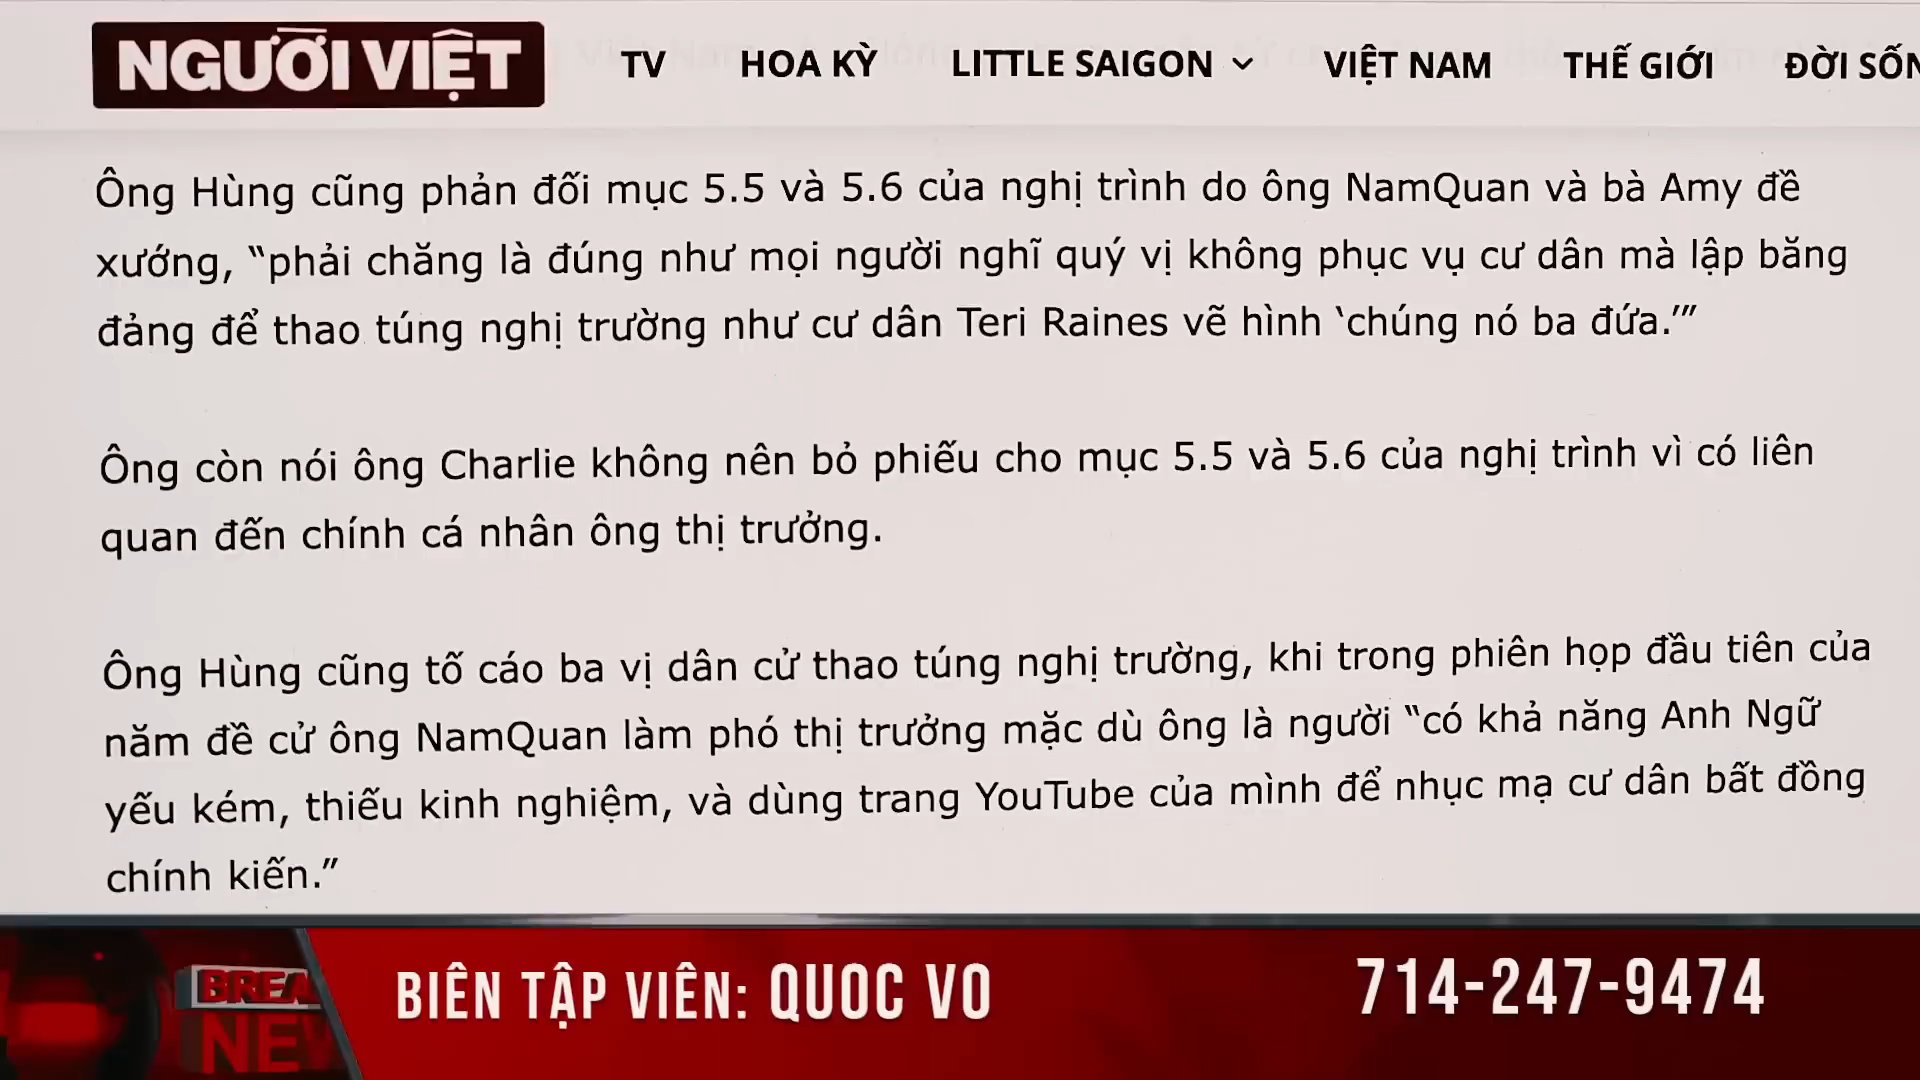 NGƯỜI VIỆT
TV HOA KỲ LITTLE SAIGON VIỆT NAM THẾ GIỚI ĐỜI SỐN
Ông Hùng cũng phản đối mục 5.5 và 5.6 của nghị trình do ông NamQuan và bà Amy đề
xướng, “phải chăng là đúng như mọi người nghĩ quý vị không phục vụ cư dân mà lập băng
đảng để thao túng nghị trường như cư dân Teri Raines vẽ hình ‘chúng nó ba đứa.’”
Ông còn nói ông Charlie không nên bỏ phiếu cho mục 5.5 và 5.6 của nghị trình vì có liên
quan đến chính cá nhân ông thị trưởng.
Ông Hùng cũng tố cáo ba vị dân cử thao túng nghị trường, khi trong phiên họp đầu tiên của
năm đề cử ông NamQuan làm phó thị trưởng mặc dù ông là người “có khả năng Anh Ngữ
yếu kém, thiếu kinh nghiệm, và dùng trang YouTube của mình để nhục mạ cư dân bất đồng
chính kiến.”
BREA
NEW
BIÊN TẬP VIÊN: QUOC VO
714-247-9474